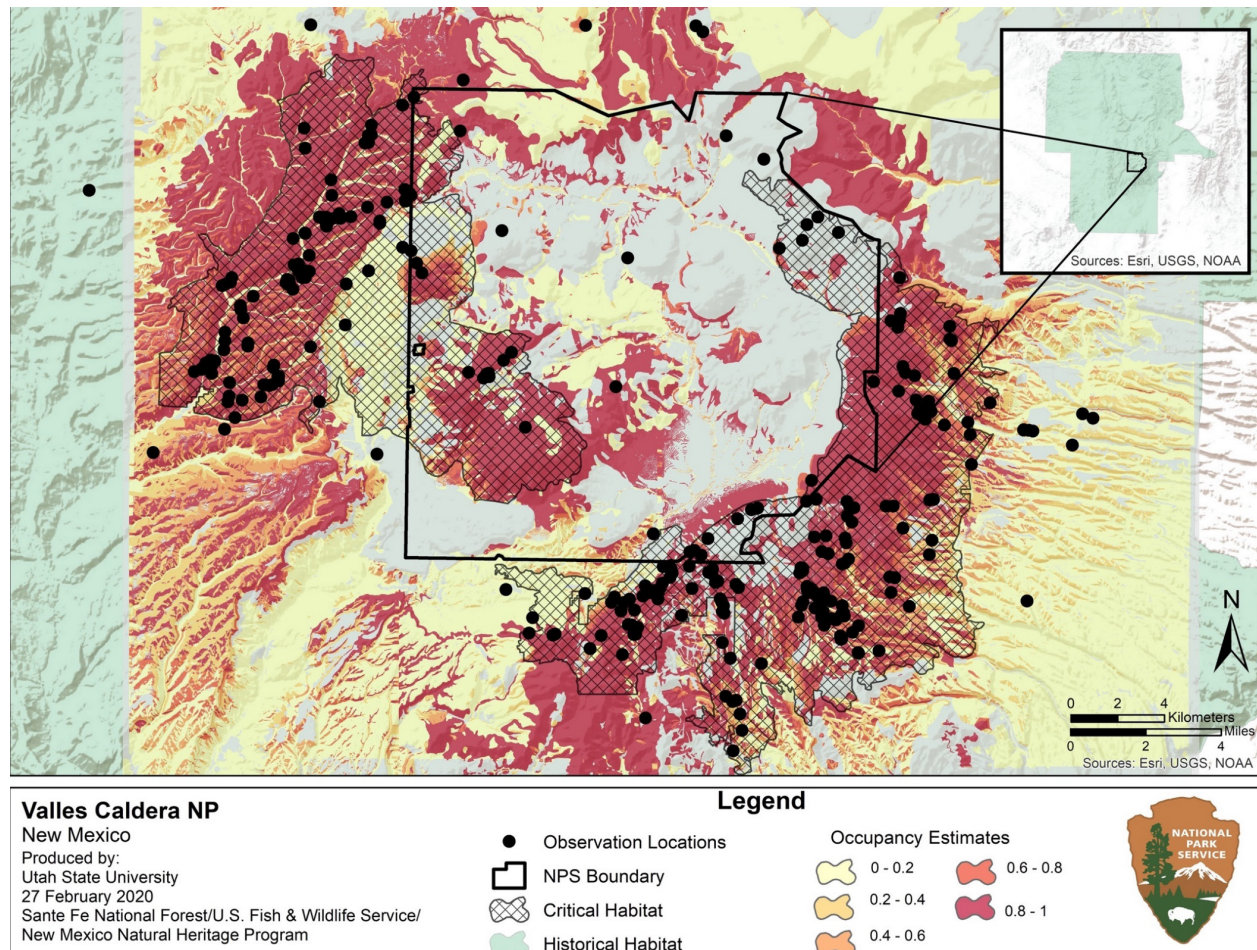 Sources: Esri, USGS, NOAA
N
0 2 4
Kilometers
Miles
0 2 4
Sources: Esri, USGS, NOAA
Valles Caldera NP
New Mexico
Produced by:
Utah State University
27 February 2020
Sante Fe National Forest/U.S. Fish & Wildlife Service/
New Mexico Natural Heritage Program
Legend
Observation Locations
NPS Boundary
Critical Habitat
Historical Habitat
Occupancy Estimates
0 - 0.2
0.2 - 0.4
0.4 - 0.6
0.6 - 0.8
0.8 - 1
NATIONAL
PARK
SERVICE